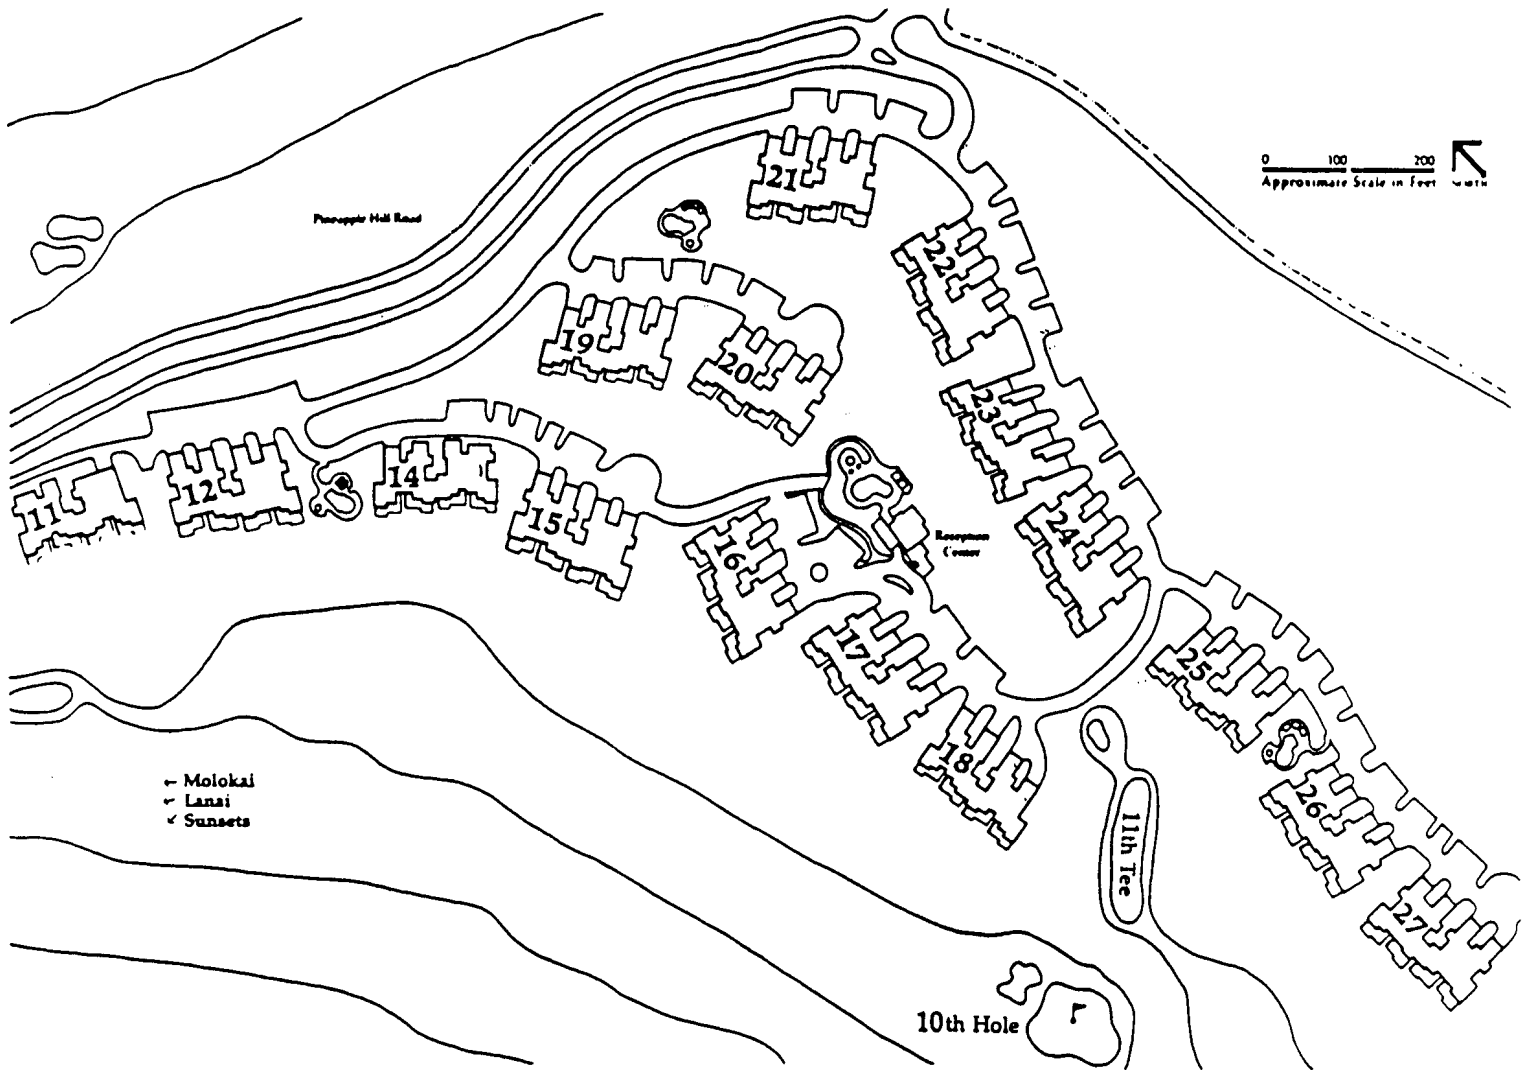 21
0 100 200
Approximate Scale in Feet
Pineapple Hill Road
22
19
20
23
14
12
11
15
24
16
Reception
Center
17
25
18
← Molokai
← Lanai
↙ Sunsets
26
11th Tee
27
10th Hole